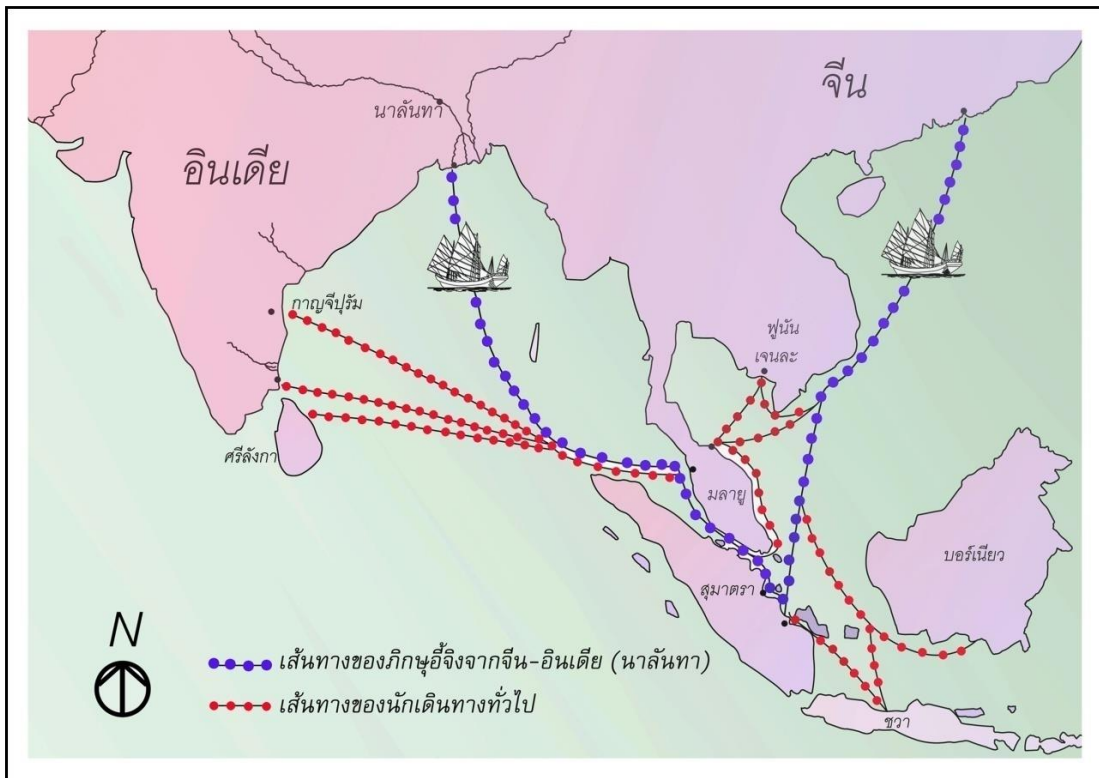 จีน
นาลันทา
อินเดีย
กาญจีปุรัม
ฟูนัน
เจนละ
ศรีลังกา
มลายู
บอร์เนียว
สุมาตรา
N
เส้นทางของภิกษุอี้จิงจากจีน-อินเดีย (นาลันทา)
เส้นทางของนักเดินทางทั่วไป
ชวา